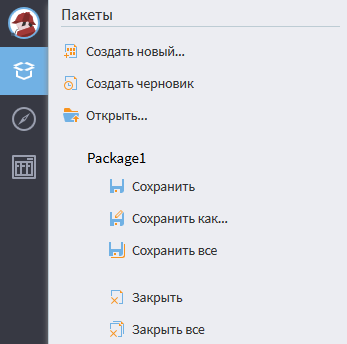 Пакеты
Создать новый...
Создать черновик
Открыть...
Package1
Сохранить
Сохранить как...
Сохранить все
Закрыть
Закрыть все